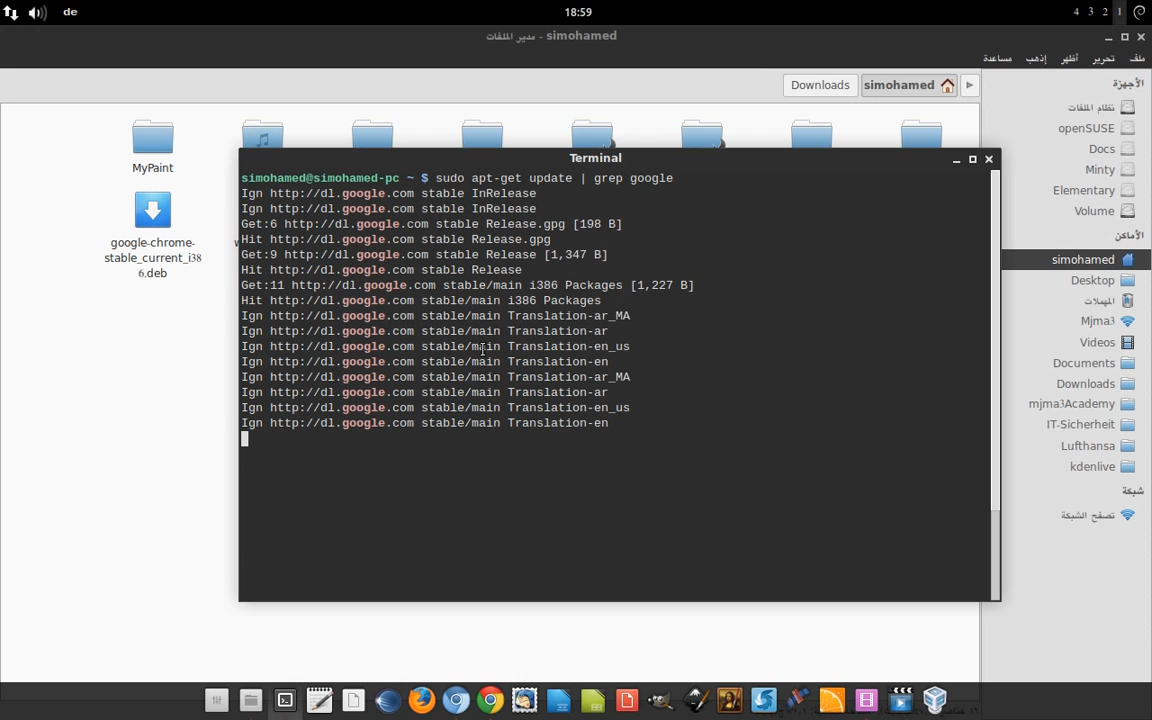 de
18:59
4 3 2 1
simohamed - مدير الملفات
ملف تحرير أظهر إذهب مساعدة
Downloads simohamed
الأجهزة
نظام الملفات
openSUSE
Docs
Minty
Elementary
Volume
الأماكن
simohamed
Desktop
المهملات
Mjma3
Videos
Documents
Downloads
mjma3Academy
IT-Sicherheit
Lufthansa
kdenlive
شبكة
تصفح الشبكة
MyPaint
google-chrome-
stable_current_i38
6.deb
Terminal
simohamed@simohamed-pc ~ $ sudo apt-get update | grep google
Ign http://dl.google.com stable InRelease
Ign http://dl.google.com stable InRelease
Get:6 http://dl.google.com stable Release.gpg [198 B]
Hit http://dl.google.com stable Release.gpg
Get:9 http://dl.google.com stable Release [1,347 B]
Hit http://dl.google.com stable Release
Get:11 http://dl.google.com stable/main i386 Packages [1,227 B]
Hit http://dl.google.com stable/main i386 Packages
Ign http://dl.google.com stable/main Translation-ar_MA
Ign http://dl.google.com stable/main Translation-ar
Ign http://dl.google.com stable/main Translation-en_us
Ign http://dl.google.com stable/main Translation-en
Ign http://dl.google.com stable/main Translation-ar_MA
Ign http://dl.google.com stable/main Translation-ar
Ign http://dl.google.com stable/main Translation-en_us
Ign http://dl.google.com stable/main Translation-en